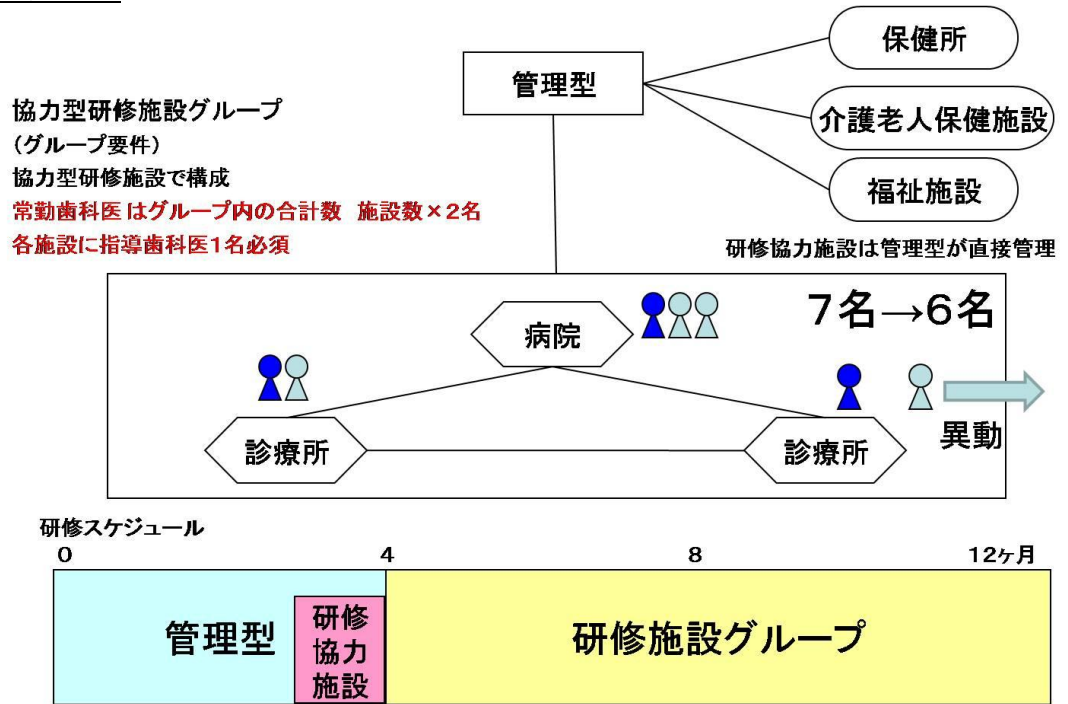 保健所
管理型
介護老人保健施設
福祉施設
協力型研修施設グループ
(グループ要件)
協力型研修施設で構成
常勤歯科医はグループ内の合計数 施設数×2名
各施設に指導歯科医1名必須
研修協力施設は管理型が直接管理
7名→6名
病院
異動
診療所
診療所
研修スケジュール
0 4 8 12ヶ月
管理型
研修
協力
施設
研修施設グループ